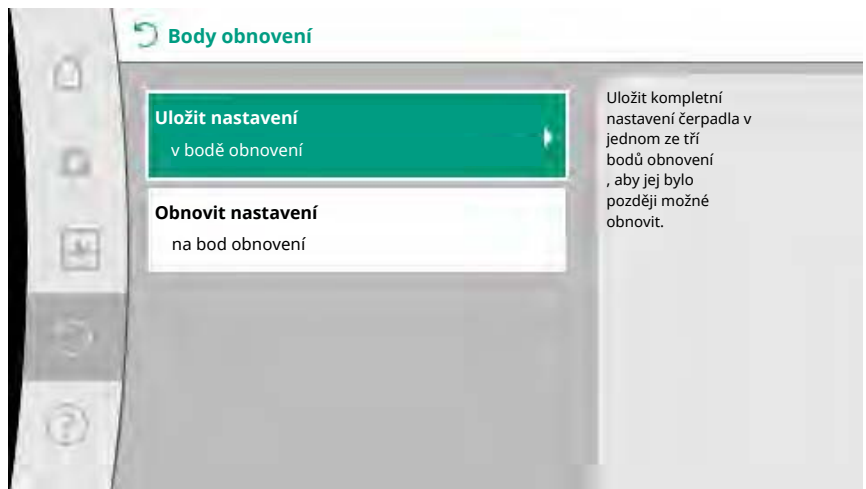 Body obnovení
Uložit nastavení
v bodě obnovení
Obnovit nastavení
na bod obnovení
Uložit kompletní
nastavení čerpadla v
jednom ze tří
bodů obnovení
, aby jej bylo
později možné
obnovit.
?